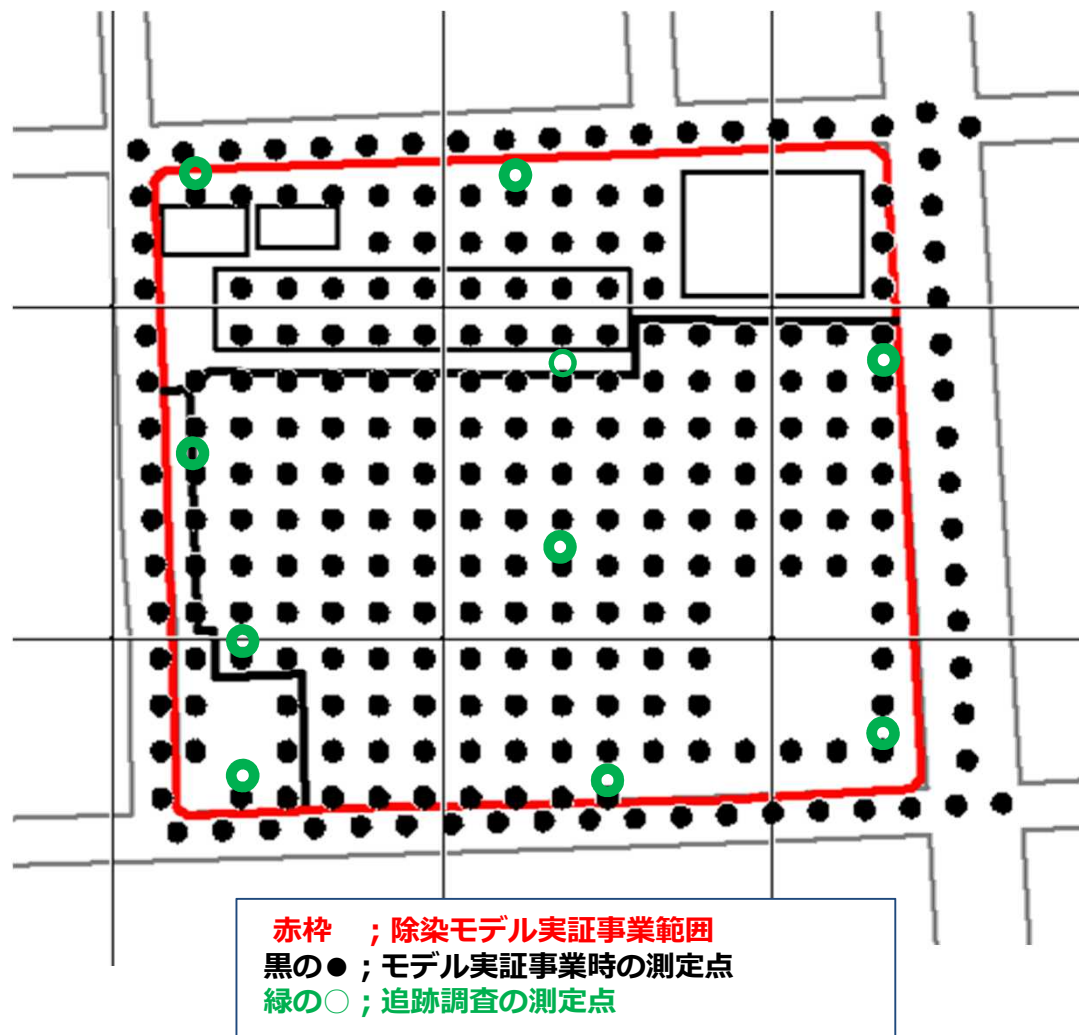 赤枠 ；除染モデル実証事業範囲
黒の●；モデル実証事業時の測定点
緑の○；追跡調査の測定点